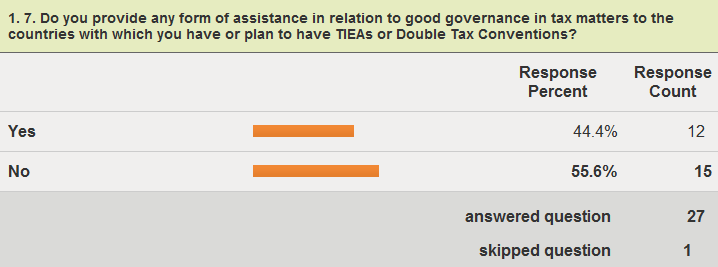 1. 7. Do you provide any form of assistance in relation to good governance in tax matters to the
countries with which you have or plan to have TIEAs or Double Tax Conventions?
Response Percent Response Count
Yes 44.4% 12
No 55.6% 15
answered question 27
skipped question 1